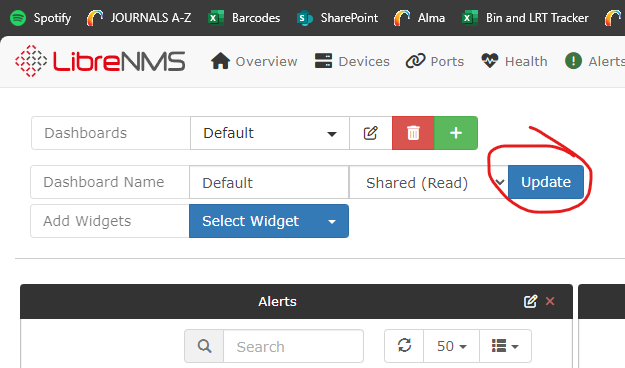 Spotify JOURNALS A-Z Barcodes SharePoint Alma Bin and LRT Tracker
LibreNMS Overview Devices Ports Health Alerts
Dashboards Default
Dashboard Name Default Shared (Read) Update
Add Widgets Select Widget
Alerts
Search 50